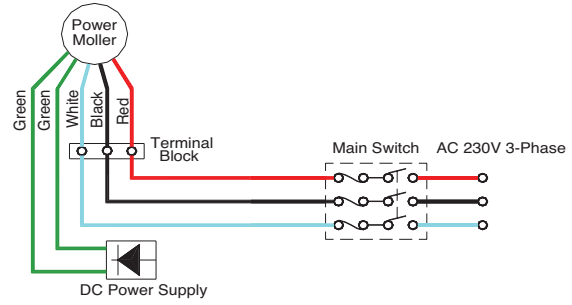 Power
Moller
Green
Green
White
Black
Red
Terminal
Block
Main Switch
AC 230V 3-Phase
DC Power Supply